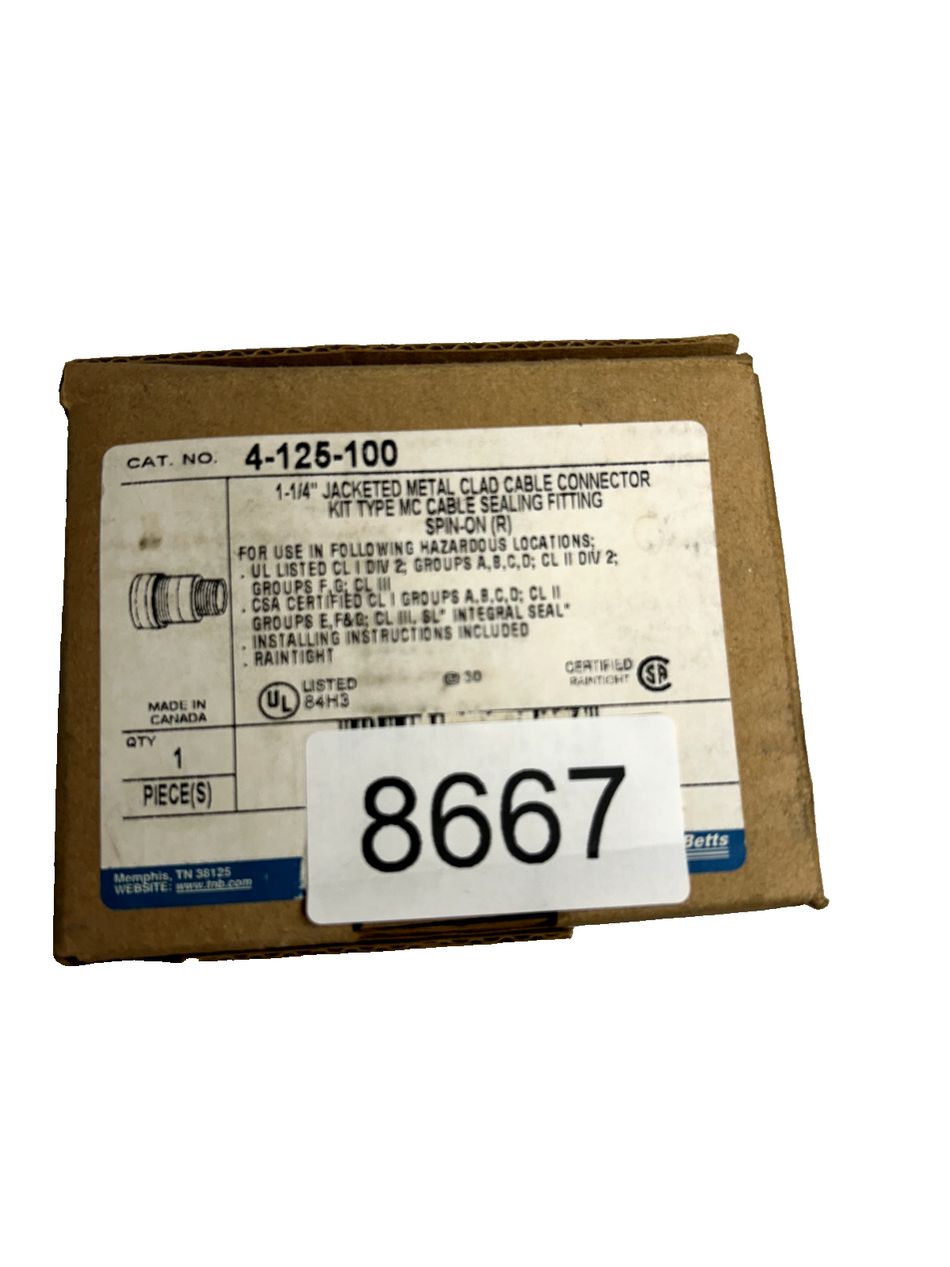 CAT. NO. 4-125-100
1-1/4" JACKETED METAL CLAD CABLE CONNECTOR
KIT TYPE MC CABLE SEALING FITTING
SPIN-ON (R)
FOR USE IN FOLLOWING HAZARDOUS LOCATIONS;
. UL LISTED CL I DIV 2; GROUPS A,B,C,D; CL II DIV 2;
GROUPS F,G; CL III
. CSA CERTIFIED CL I GROUPS A,B,C,D; CL II
GROUPS E,F&G; CL III, SL" INTEGRAL SEAL"
. INSTALLING INSTRUCTIONS INCLUDED
. RAINTIGHT
UL LISTED
84H3
30
CERTIFIED
RAINTIGHT
SA
MADE IN
CANADA
QTY
1
PIECE(S)
8667
Betts
Memphis, TN 38125
WEBSITE: www.tnb.com